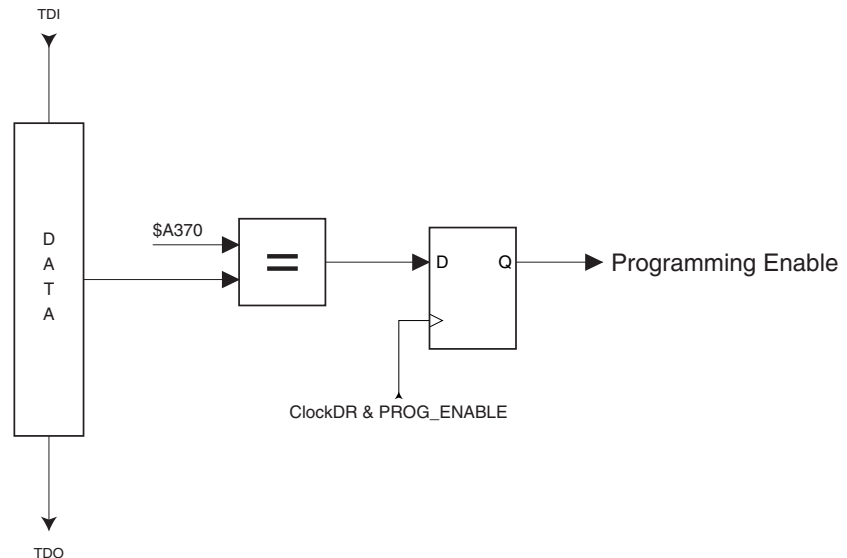 TDI
D
A
T
A
$A370
=
D
Q
Programming Enable
ClockDR & PROG_ENABLE
TDO